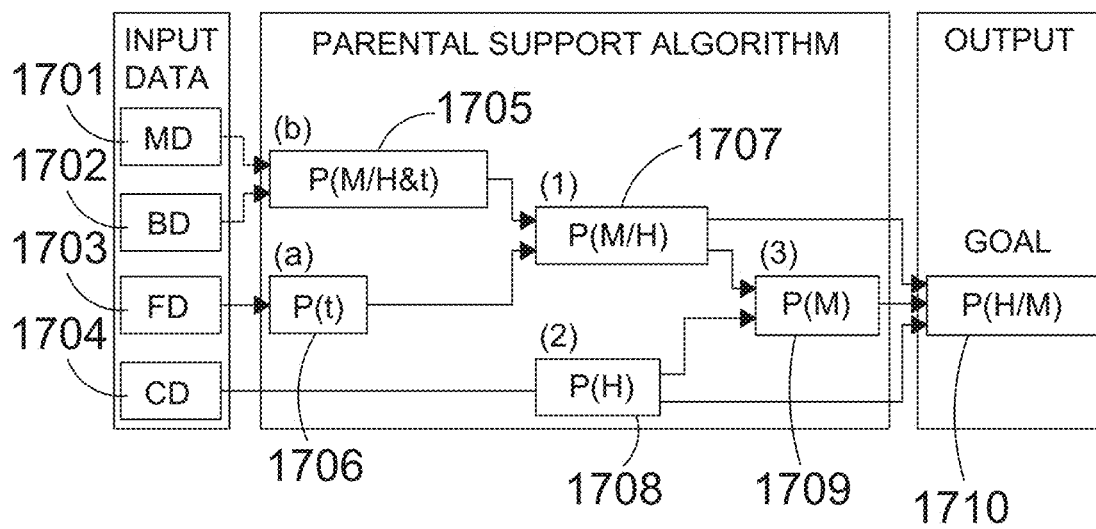 INPUT
DATA
PARENTAL SUPPORT ALGORITHM
OUTPUT
1701
MD
1702
BD
1703
FD
1704
CD
(b)
1705
P(M/H&t)
(a)
P(t)
1706
1707
(1)
P(M/H)
(2)
P(H)
1708
(3)
P(M)
1709
GOAL
P(H/M)
1710